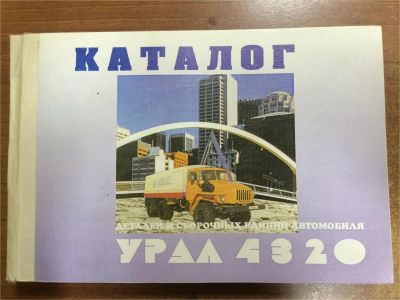 КАТАЛОГ
ДЕТАЛЕЙ И СБОРОЧНЫХ ЕДИНИЦ АВТОМОБИЛЯ
УРАЛ 4320